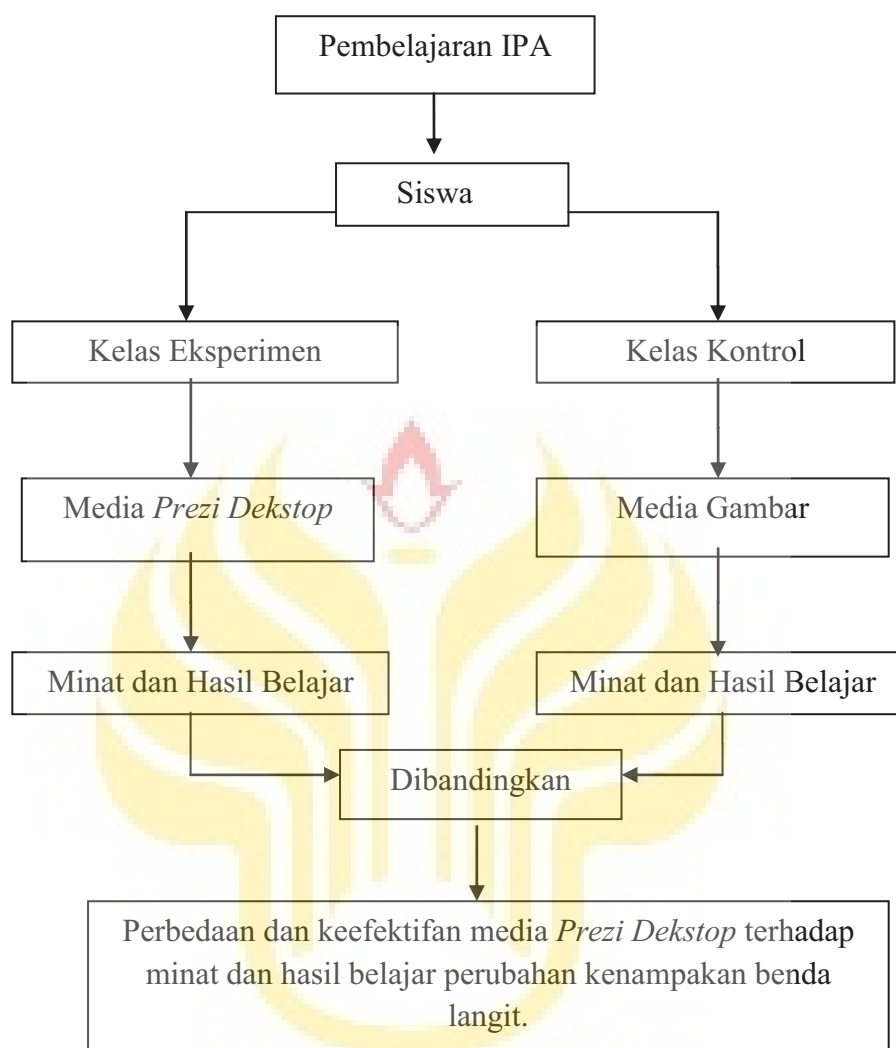 Pembelajaran IPA
Siswa
Kelas Eksperimen
Kelas Kontrol
Media Prezi Dekstop
Media Gambar
Minat dan Hasil Belajar
Minat dan Hasil Belajar
Dibandingkan
Perbedaan dan keefektifan media Prezi Dekstop terhadap
minat dan hasil belajar perubahan kenampakan benda
langit.